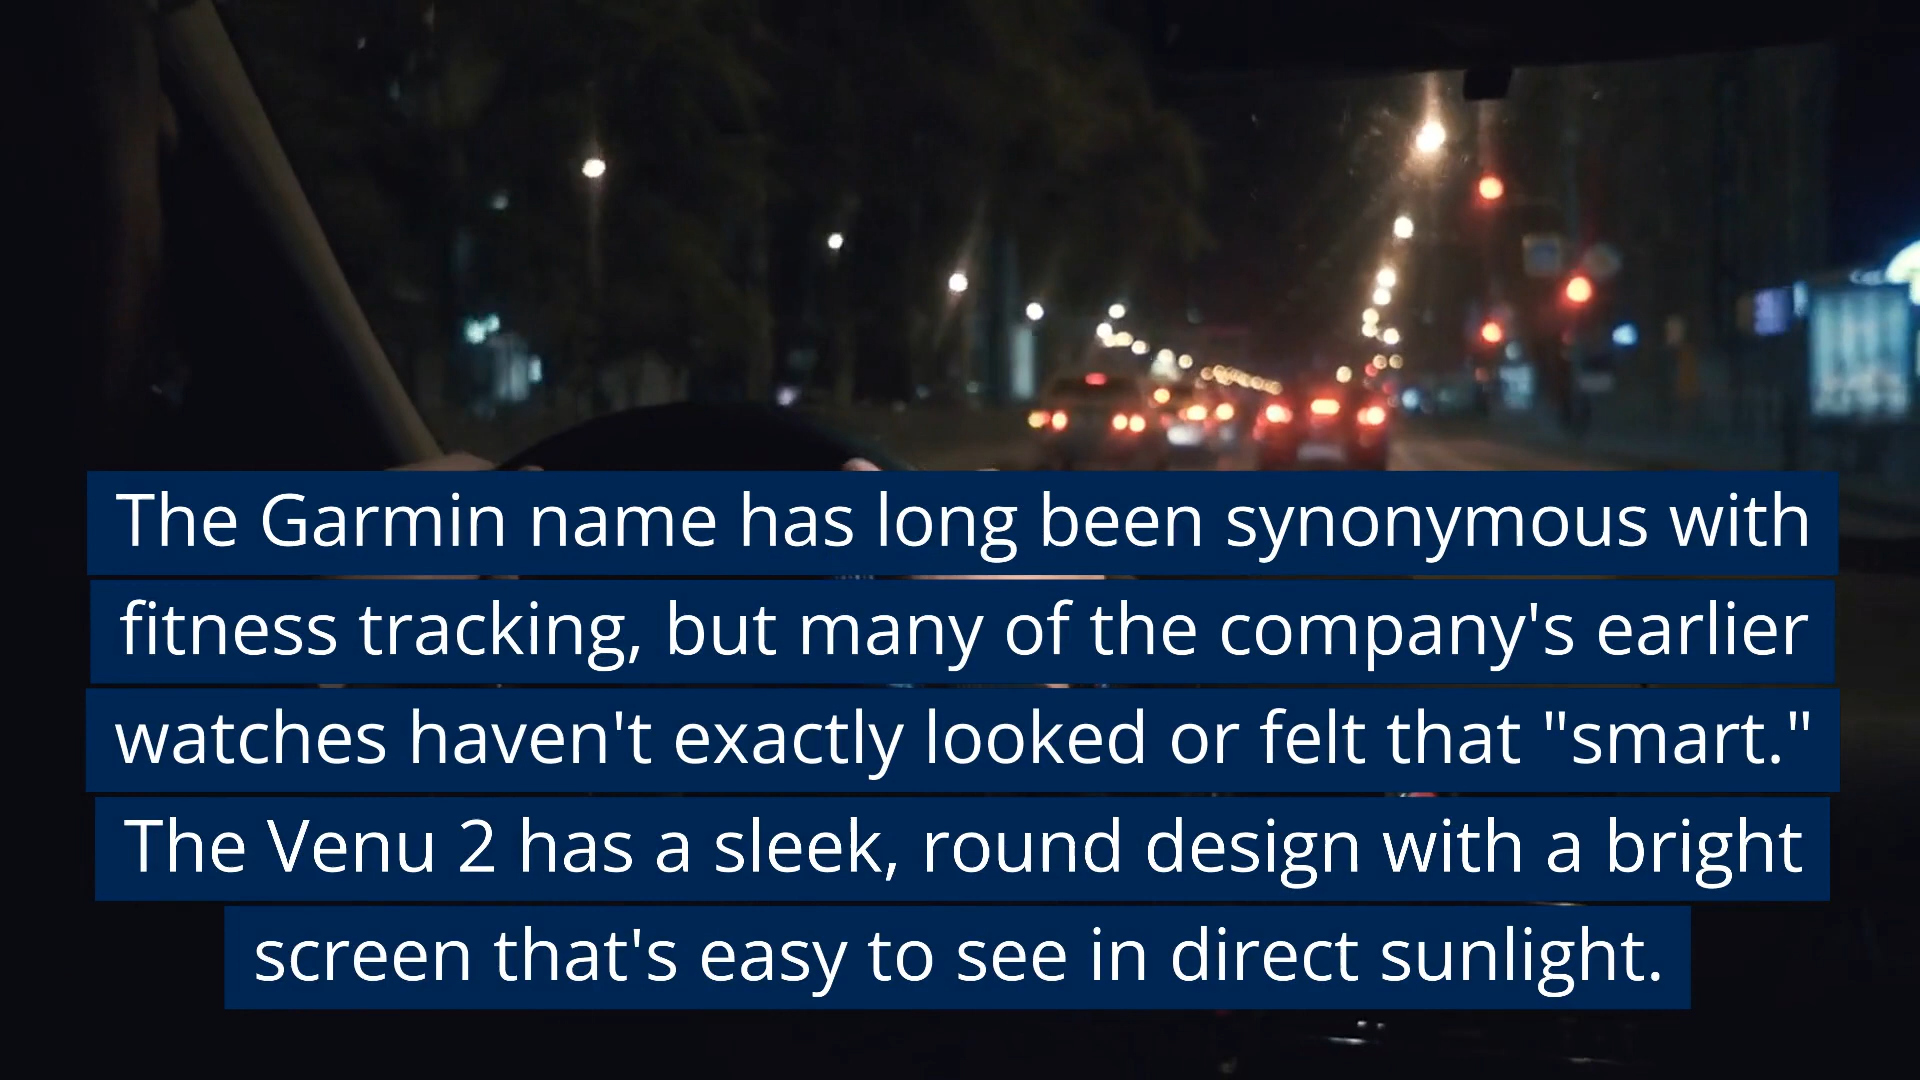 The Garmin name has long been synonymous with
fitness tracking, but many of the company's earlier
watches haven't exactly looked or felt that "smart."
The Venu 2 has a sleek, round design with a bright
screen that's easy to see in direct sunlight.